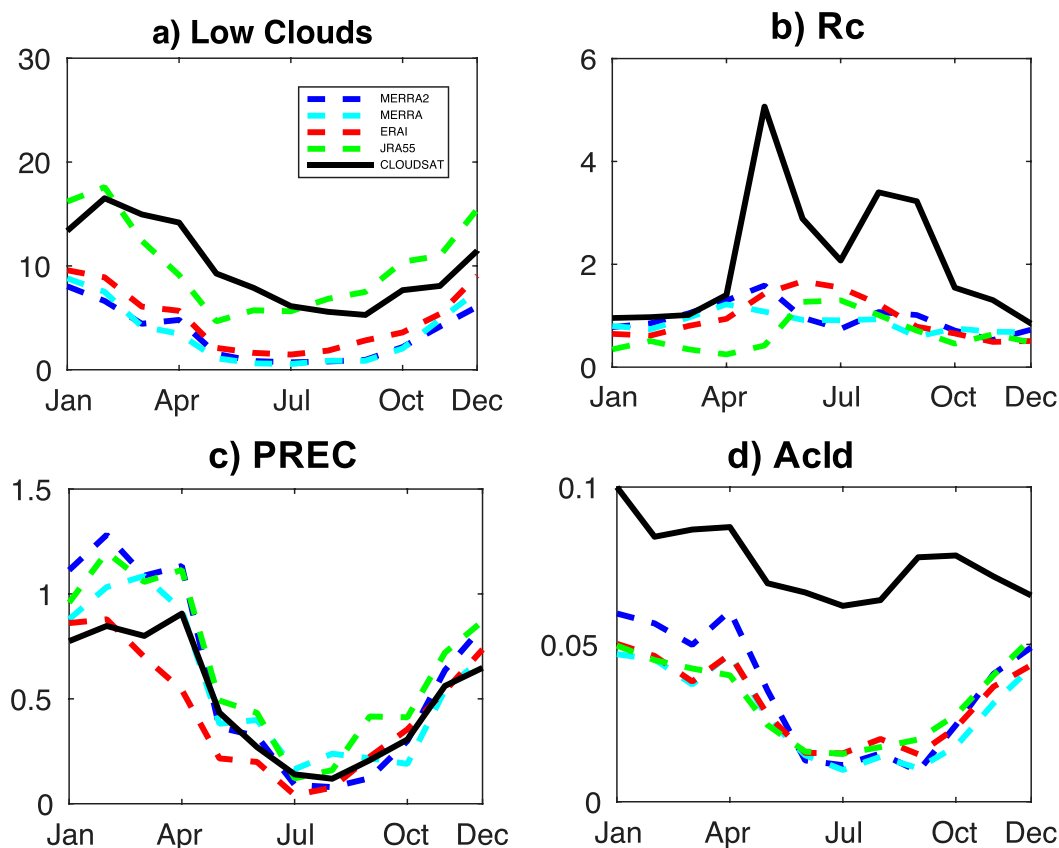 a) Low Clouds
30
20
10
0
Jan Apr Jul Oct Dec
MERRA2
MERRA
ERAI
JRA55
CLOUDSAT
b) Rc
6
4
2
0
Jan Apr Jul Oct Dec
c) PREC
1.5
1
0.5
0
Jan Apr Jul Oct Dec
d) Acld
0.1
0.05
0
Jan Apr Jul Oct Dec